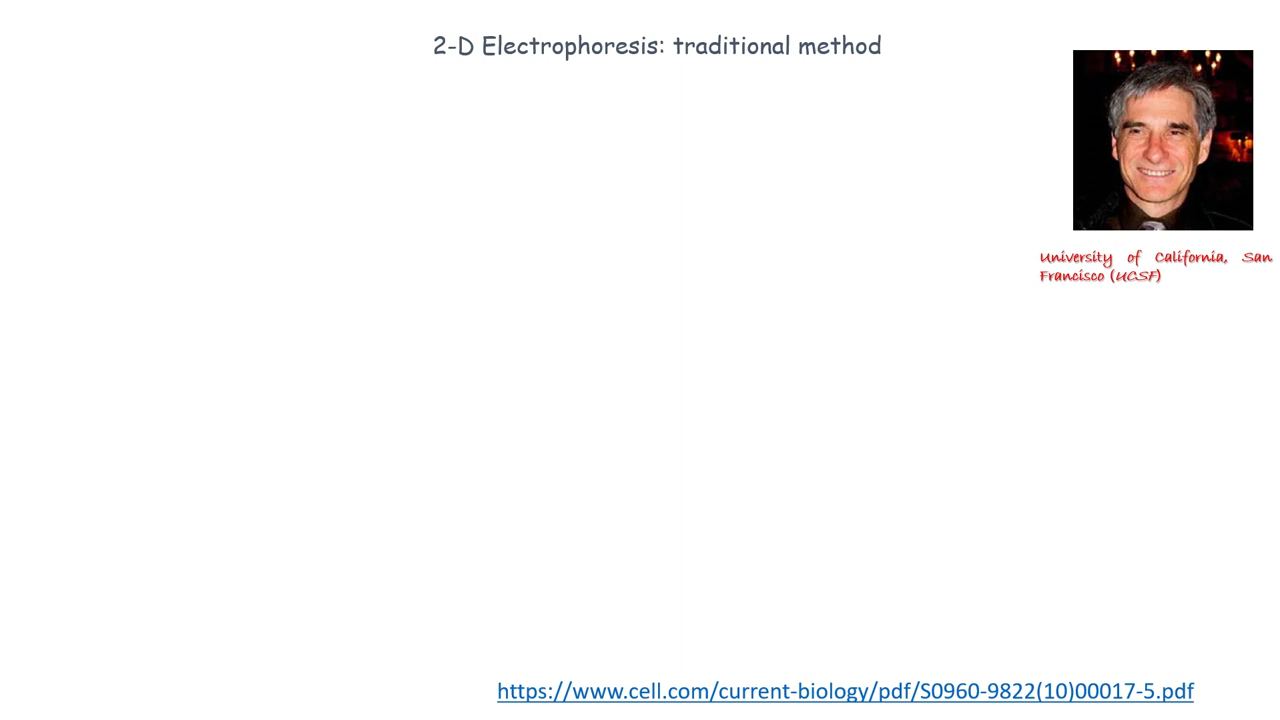 2-D Electrophoresis: traditional method
University of California, San
Francisco (UCSF)
https://www.cell.com/current-biology/pdf/S0960-9822(10)00017-5.pdf